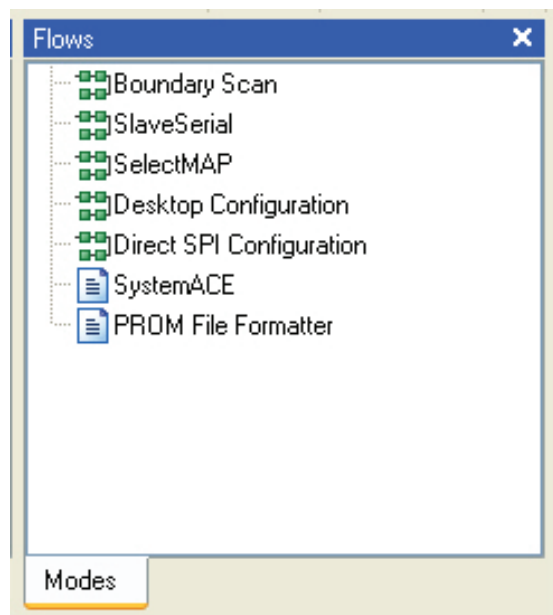 Flows
Boundary Scan
SlaveSerial
SelectMAP
Desktop Configuration
Direct SPI Configuration
SystemACE
PROM File Formatter
Modes